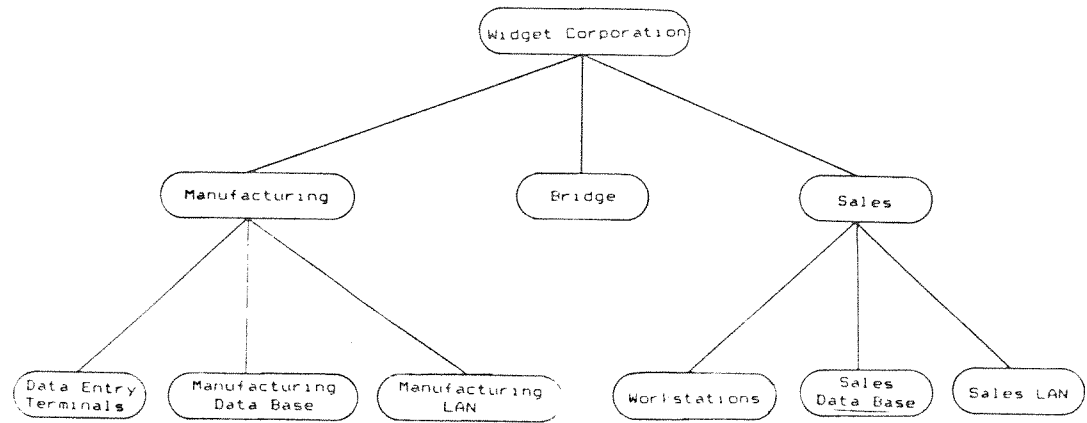 Widget Corporation
Manufacturing
Bridge
Sales
Data Entry
Terminals
Manufacturing
Data Base
Manufacturing
LAN
Workstations
Sales
Data Base
Sales LAN